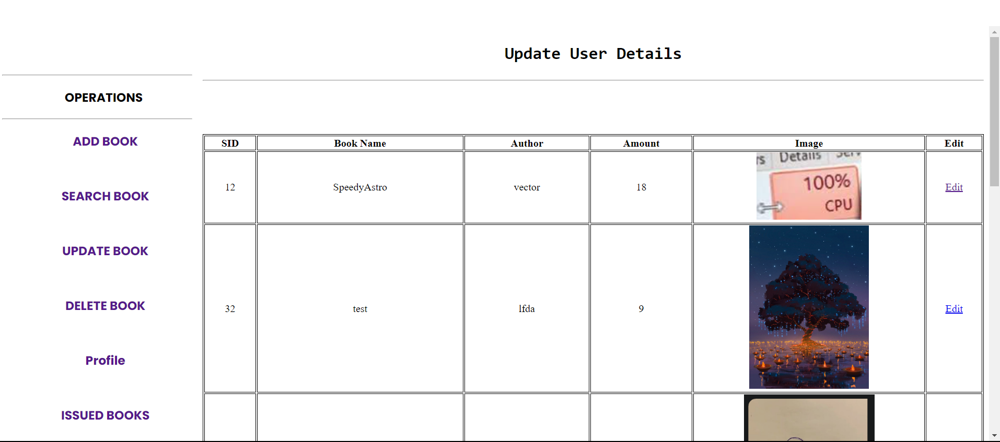 Update User Details
OPERATIONS
ADD BOOK
SEARCH BOOK
UPDATE BOOK
DELETE BOOK
Profile
ISSUED BOOKS
SID Book Name Author Amount Image Edit
12 SpeedyAstro vector 18 Edit
Details
100%
CPU
32 test lfda 9 Edit